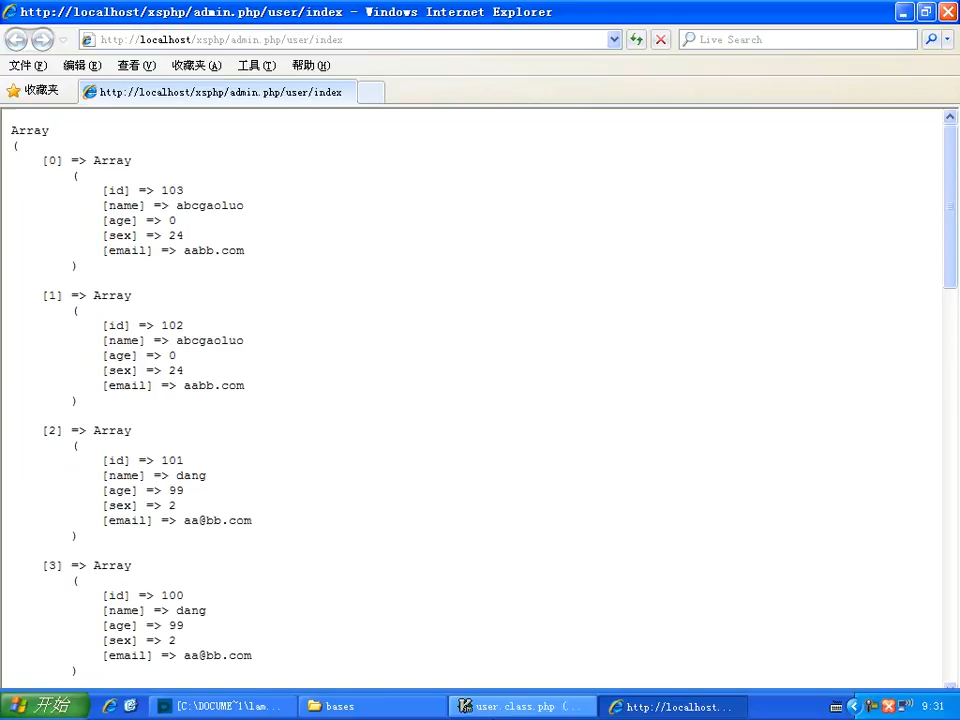 http://localhost/xsphp/admin.php/user/index - Windows Internet Explorer
http://localhost/xsphp/admin.php/user/index
Live Search
文件(F) 编辑(E) 查看(V) 收藏夹(A) 工具(T) 帮助(H)
收藏夹 http://localhost/xsphp/admin.php/user/index
Array
(
[0] => Array
(
[id] => 103
[name] => abcgaoluo
[age] => 0
[sex] => 24
[email] => aabb.com
)
[1] => Array
(
[id] => 102
[name] => abcgaoluo
[age] => 0
[sex] => 24
[email] => aabb.com
)
[2] => Array
(
[id] => 101
[name] => dang
[age] => 99
[sex] => 2
[email] => aa@bb.com
)
[3] => Array
(
[id] => 100
[name] => dang
[age] => 99
[sex] => 2
[email] => aa@bb.com
)
开始 [C:\DOCUME~1\lam... bases user.class.php (... http://localhost... 9:31